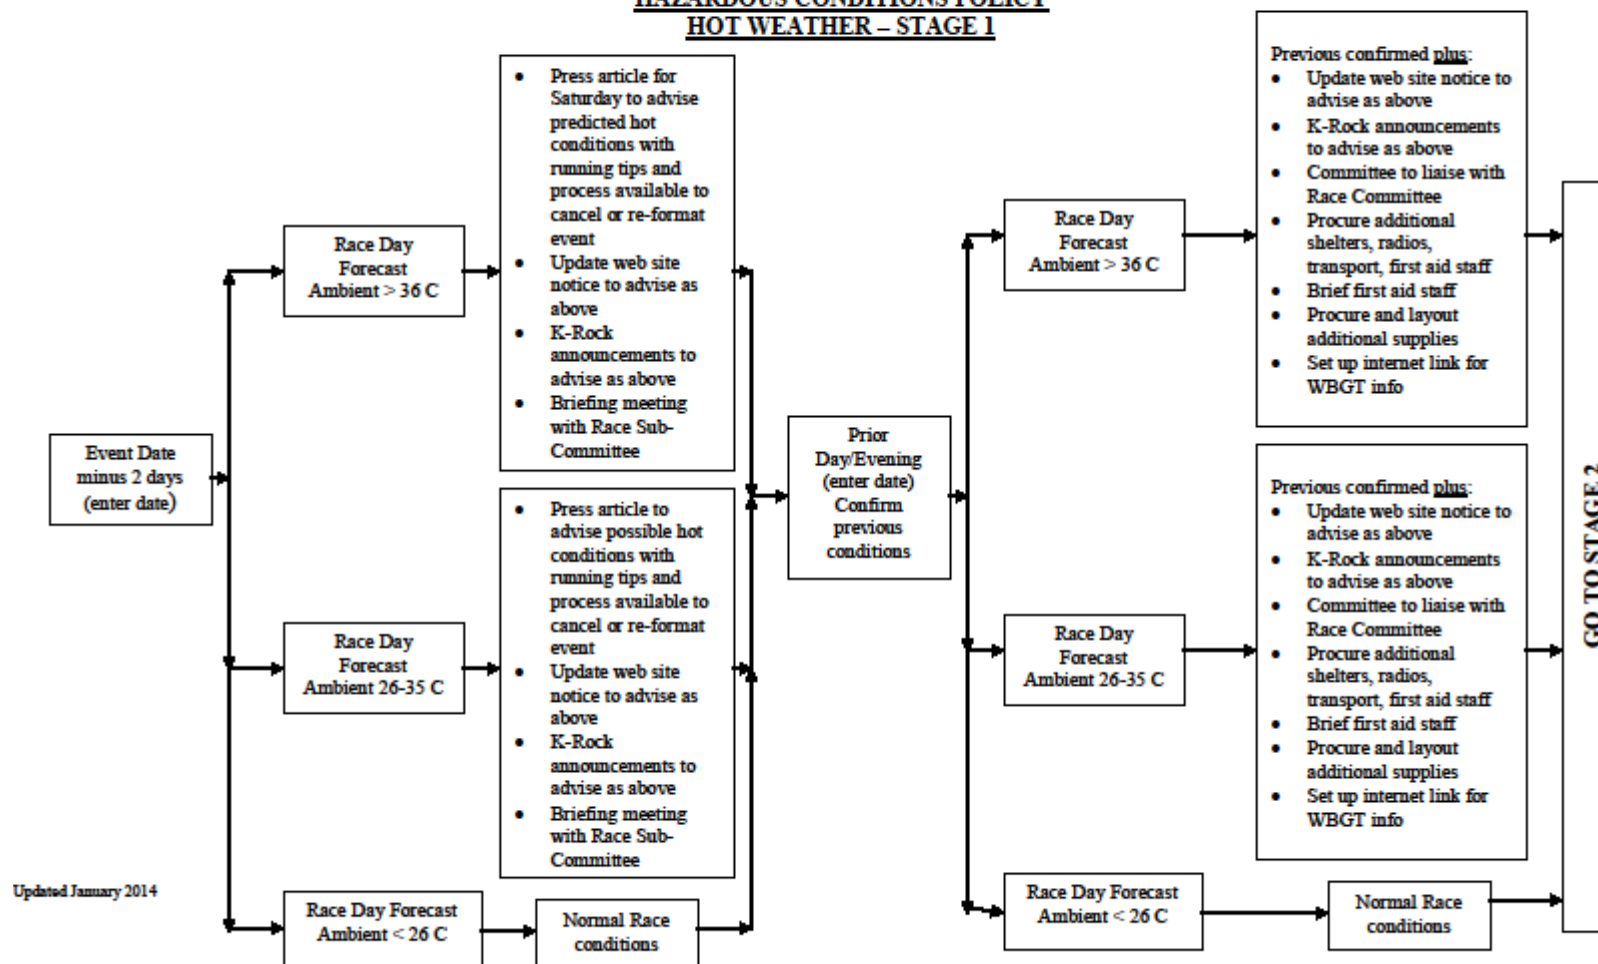 HAZARDOUS CONDITIONS POLICY
HOT WEATHER – STAGE 1
Event Date
minus 2 days
(enter date)
Race Day
Forecast
Ambient > 36 C
• Press article for
Saturday to advise
predicted hot
conditions with
running tips and
process available to
cancel or re-format
event
• Update web site
notice to advise as
above
• K-Rock
announcements to
advise as above
• Briefing meeting
with Race Sub-
Committee
Race Day
Forecast
Ambient 26-35 C
• Press article to
advise possible hot
conditions with
running tips and
process available to
cancel or re-format
event
• Update web site
notice to advise as
above
• K-Rock
announcements to
advise as above
• Briefing meeting
with Race Sub-
Committee
Race Day Forecast
Ambient < 26 C
Normal Race
conditions
Prior
Day/Evening
(enter date)
Confirm
previous
conditions
Race Day
Forecast
Ambient > 36 C
Previous confirmed plus:
• Update web site notice to
advise as above
• K-Rock announcements
to advise as above
• Committee to liaise with
Race Committee
• Procure additional
shelters, radios,
transport, first aid staff
• Brief first aid staff
• Procure and layout
additional supplies
• Set up internet link for
WBGT info
Race Day
Forecast
Ambient 26-35 C
Previous confirmed plus:
• Update web site notice to
advise as above
• K-Rock announcements
to advise as above
• Committee to liaise with
Race Committee
• Procure additional
shelters, radios,
transport, first aid staff
• Brief first aid staff
• Procure and layout
additional supplies
• Set up internet link for
WBGT info
Race Day Forecast
Ambient < 26 C
Normal Race
conditions
GO TO STAGE 2
Updated January 2014